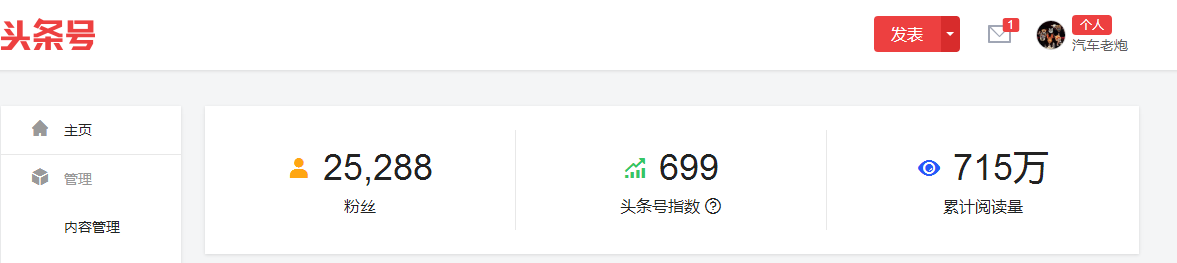 头条号
发表
1
个人
汽车老炮
主页
管理
内容管理
25,288
粉丝
699
头条号指数
715万
累计阅读量